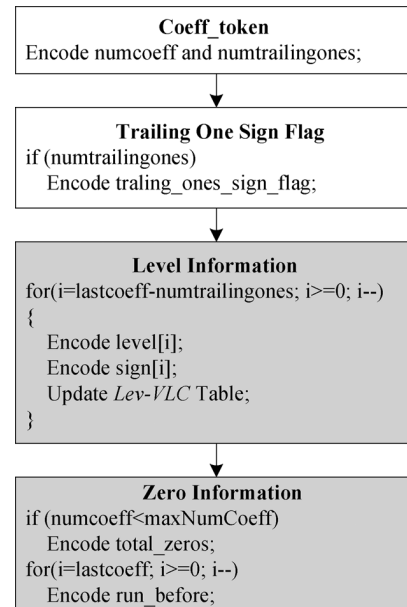 Coeff_token
Encode numcoeff and numtrailingones;
Trailing One Sign Flag
if (numtrailingones)
Encode traling_ones_sign_flag;
Level Information
for(i=lastcoeff-numtrailingones; i>=0; i--)
{
Encode level[i];
Encode sign[i];
Update Lev-VLC Table;
}
Zero Information
if (numcoeff<maxNumCoeff)
Encode total_zeros;
for(i=lastcoeff; i>=0; i--)
Encode run_before;